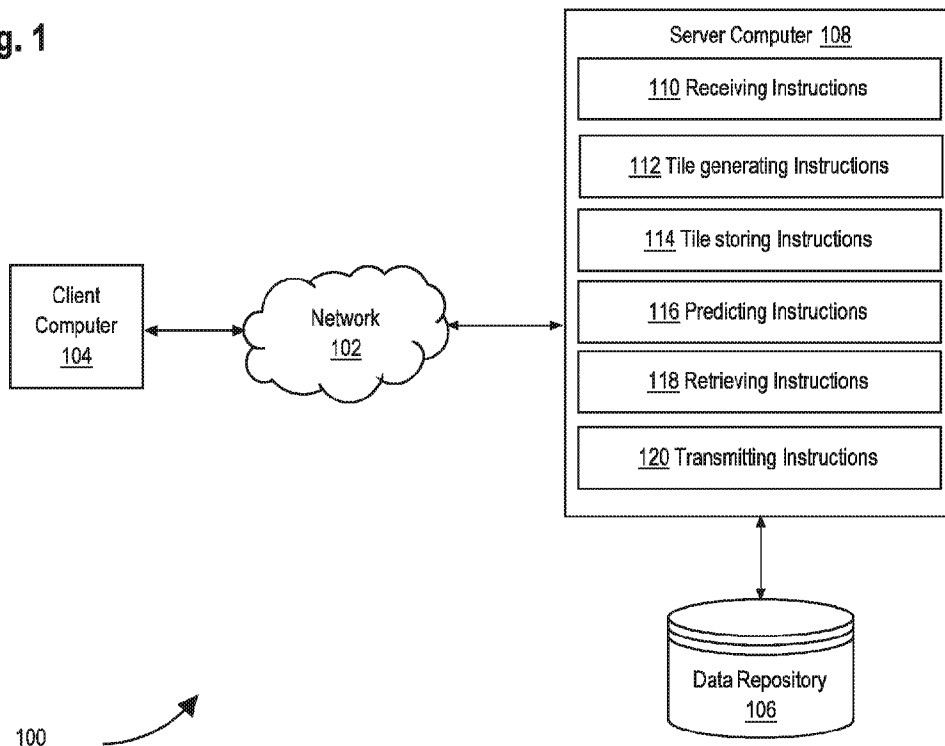 g. 1
Server Computer 108
110 Receiving Instructions
112 Tile generating Instructions
114 Tile storing Instructions
116 Predicting Instructions
118 Retrieving Instructions
120 Transmitting Instructions
Client
Computer
104
Network
102
Data Repository
106
100